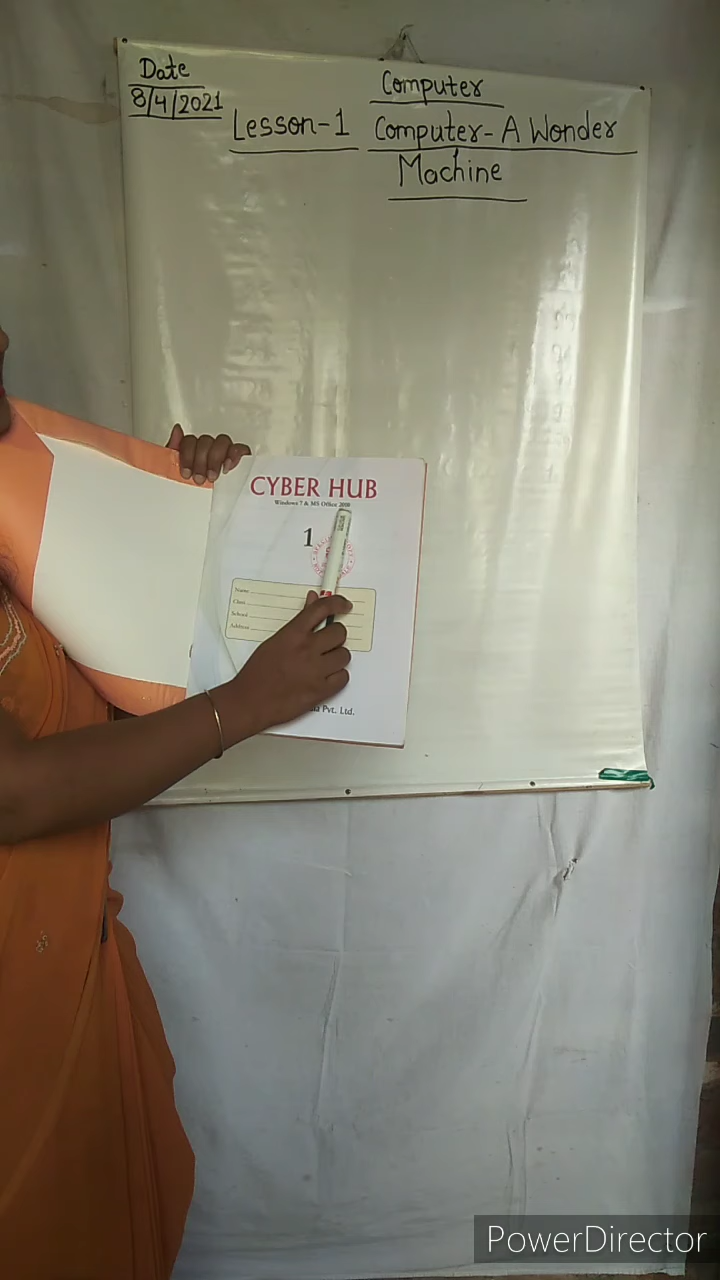 Date
8/4/2021
Computer
Lesson-1 Computer- A Wonder
Machine
CYBER HUB
Windows 7 & MS Office 2010
1
Name
Class
School
Address
Pvt. Ltd.
PowerDirector